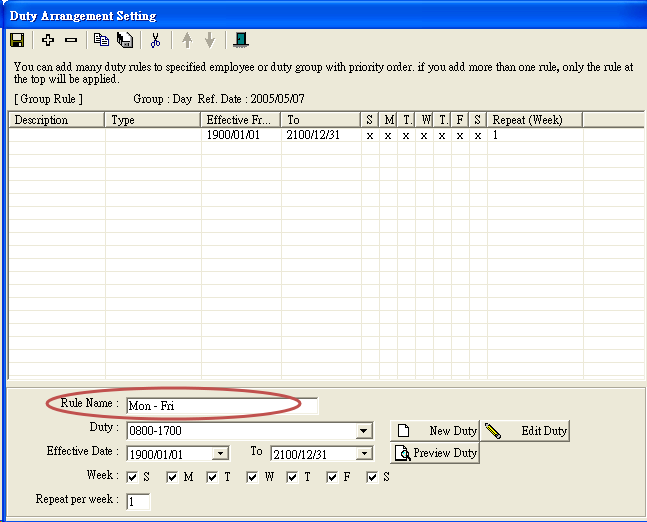 Duty Arrangement Setting
You can add many duty rules to specified employee or duty group with priority order. if you add more than one rule, only the rule at
the top will be applied.
[ Group Rule ] Group : Day Ref. Date : 2005/05/07
Description Type Effective Fr... To S M T. W T. F S Repeat (Week)
1900/01/01 2100/12/31 x x x x x x x 1
Rule Name : Mon - Fri
Duty : 0800-1700 New Duty Edit Duty
Effective Date : 1900/01/01 To 2100/12/31 Preview Duty
Week : S M T W T F S
Repeat per week : 1